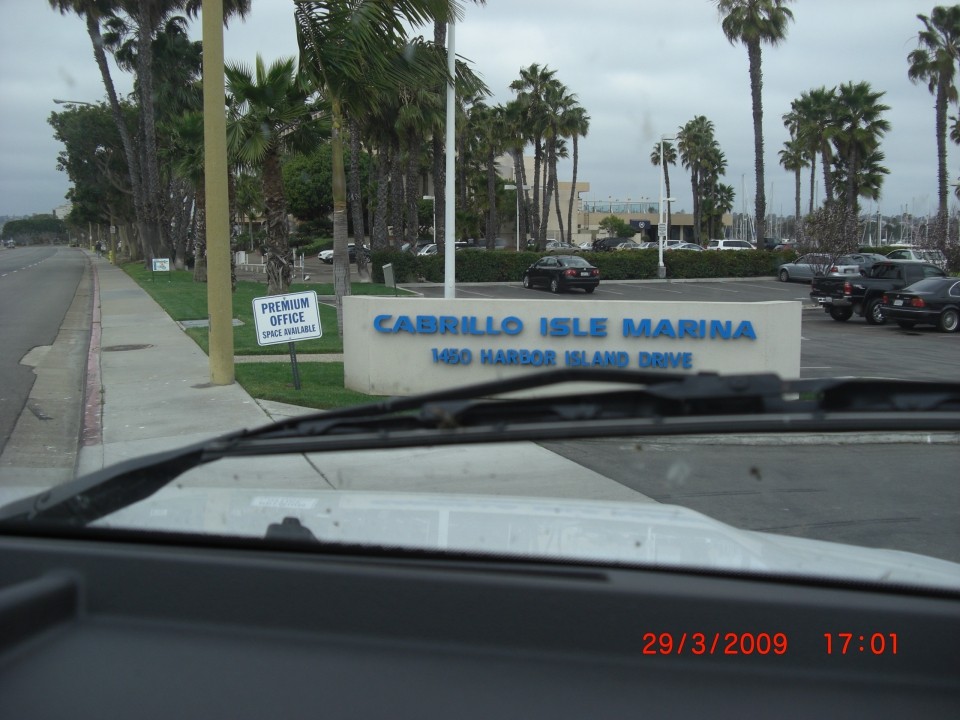 PREMIUM
OFFICE
SPACE AVAILABLE
CABRILLO ISLE MARINA
1450 HARBOR ISLAND DRIVE
29/3/2009 17:01